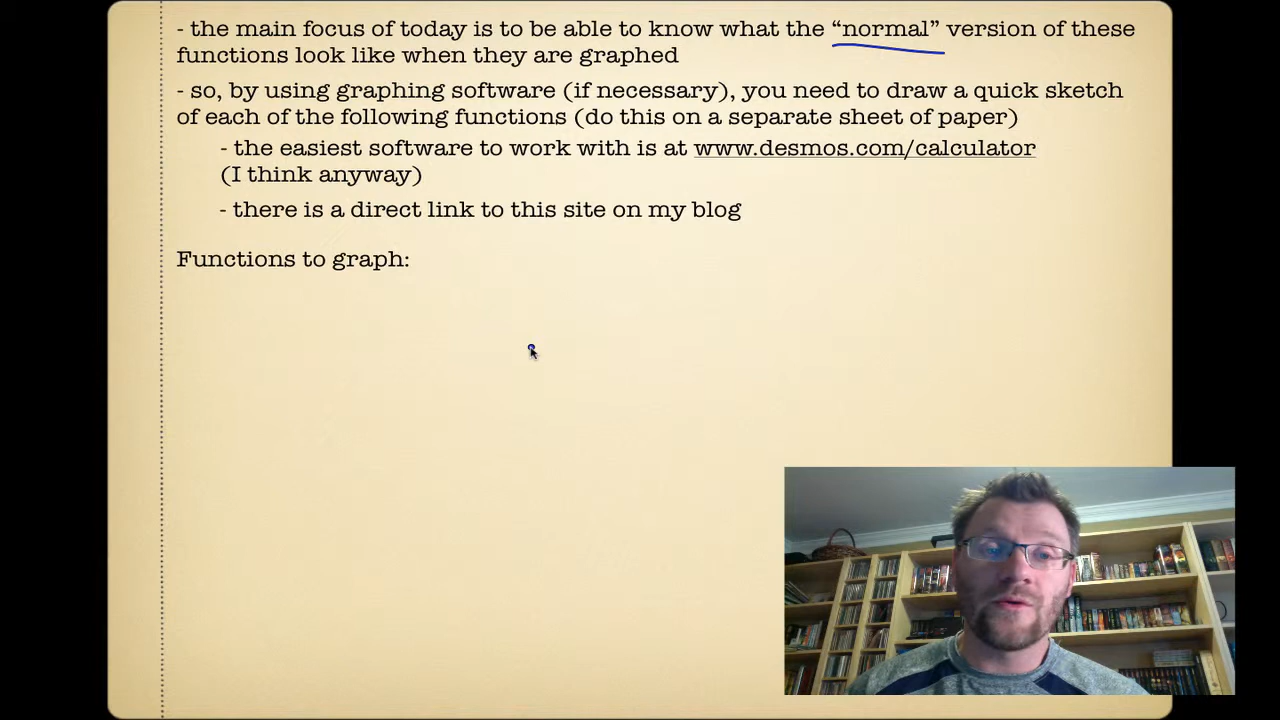 - the main focus of today is to be able to know what the “normal” version of these
functions look like when they are graphed
- so, by using graphing software (if necessary), you need to draw a quick sketch
of each of the following functions (do this on a separate sheet of paper)
- the easiest software to work with is at www.desmos.com/calculator
(I think anyway)
- there is a direct link to this site on my blog
Functions to graph: